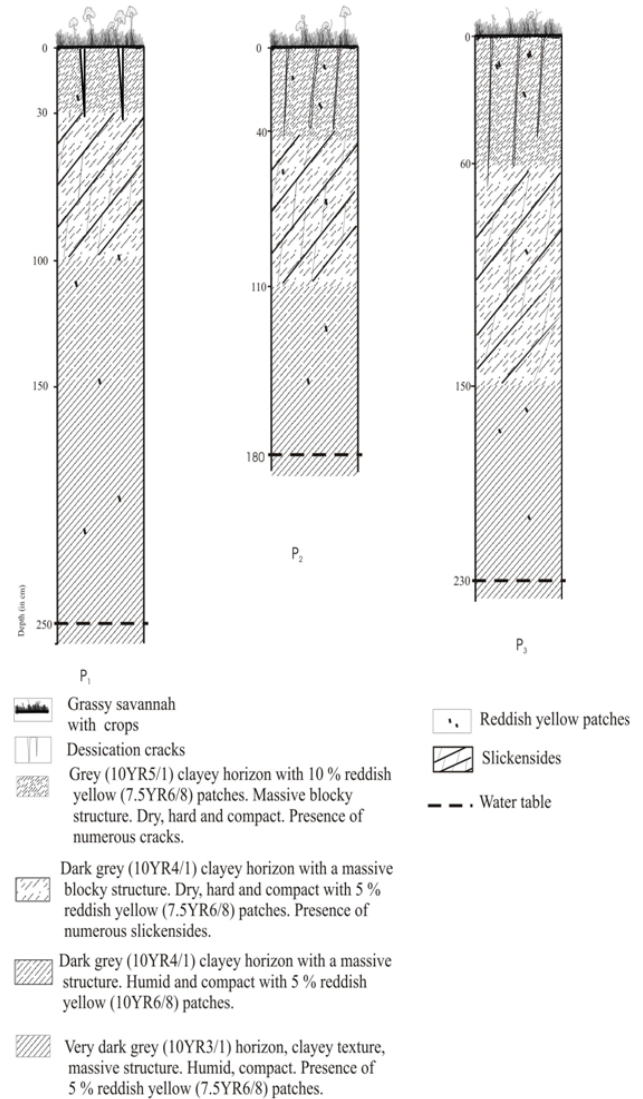 0
30
100
150
Depth (in cm)
250
P1
0
40
110
180
P2
0
60
150
230
P3
Grassy savannah
with crops
Dessication cracks
Grey (10YR5/1) clayey horizon with 10 % reddish
yellow (7.5YR6/8) patches. Massive blocky
structure. Dry, hard and compact. Presence of
numerous cracks.
Dark grey (10YR4/1) clayey horizon with a massive
blocky structure. Dry, hard and compact with 5 %
reddish yellow (7.5YR6/8) patches. Presence of
numerous slickensides.
Dark grey (10YR4/1) clayey horizon with a massive
structure. Humid and compact with 5 % reddish
yellow (10YR6/8) patches.
Very dark grey (10YR3/1) horizon, clayey texture,
massive structure. Humid, compact. Presence of
5 % reddish yellow (7.5YR6/8) patches.
Reddish yellow patches
Slickensides
Water table